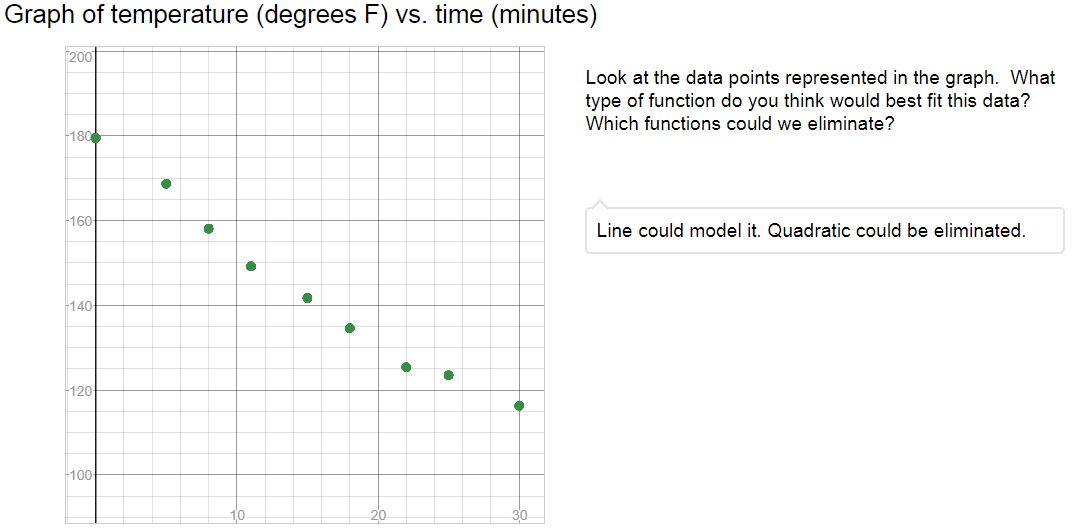 Graph of temperature (degrees F) vs. time (minutes)
200
180
160
140
120
100
10
20
30
Look at the data points represented in the graph.  What
type of function do you think would best fit this data?
Which functions could we eliminate?
Line could model it. Quadratic could be eliminated.